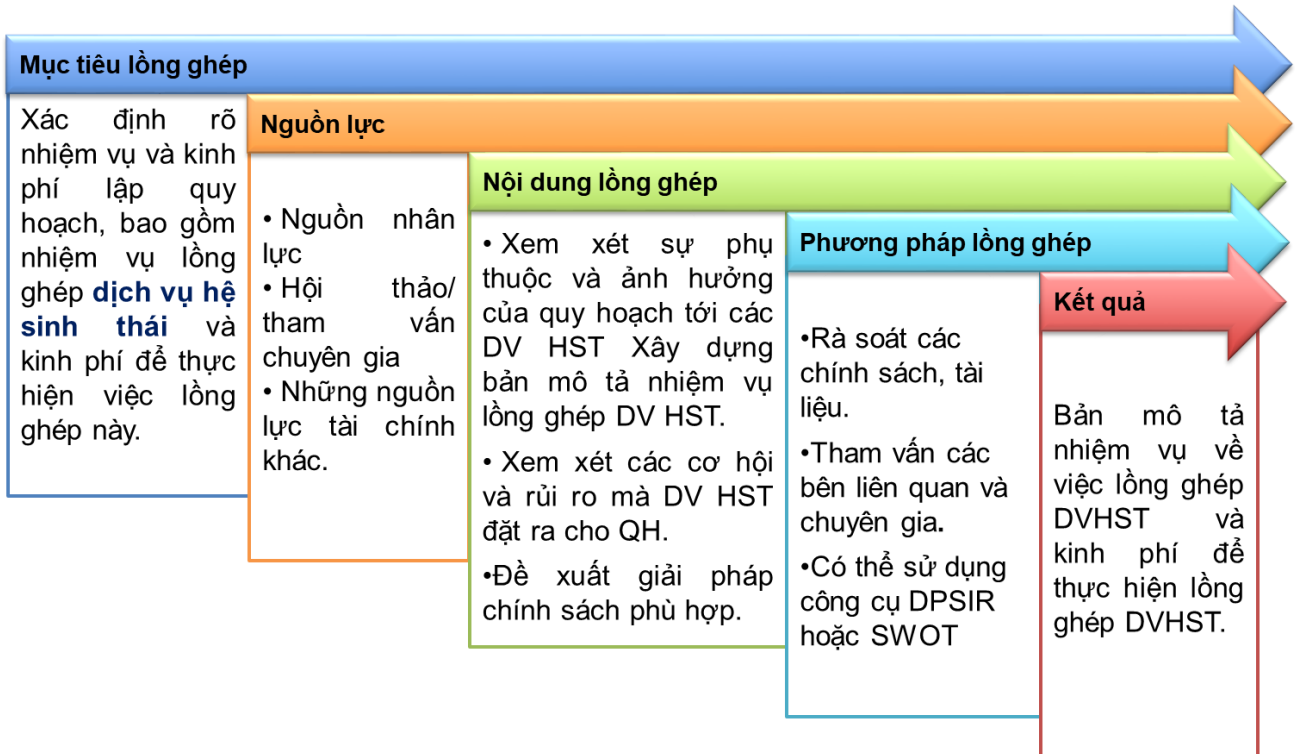 Mục tiêu lồng ghép
Xác định rõ
nhiệm vụ và kinh
phí lập quy
hoạch, bao gồm
nhiệm vụ lồng
ghép dịch vụ hệ
sinh thái và
kinh phí để thực
hiện việc lồng
ghép này.
Nguồn lực
• Nguồn nhân
lực
• Hội thảo/
tham vấn
chuyên gia
• Những nguồn
lực tài chính
khác.
Nội dung lồng ghép
• Xem xét sự phụ
thuộc và ảnh hưởng
của quy hoạch tới các
DV HST Xây dựng
bản mô tả nhiệm vụ
lồng ghép DV HST.
• Xem xét các cơ hội
và rủi ro mà DV HST
đặt ra cho QH.
•Đề xuất giải pháp
chính sách phù hợp.
Phương pháp lồng ghép
•Rà soát các
chính sách, tài
liệu.
•Tham vấn các
bên liên quan và
chuyên gia.
•Có thể sử dụng
công cụ DPSIR
hoặc SWOT
Kết quả
Bản mô tả
nhiệm vụ về
việc lồng ghép
DVHST và
kinh phí để
thực hiện lồng
ghép DVHST.